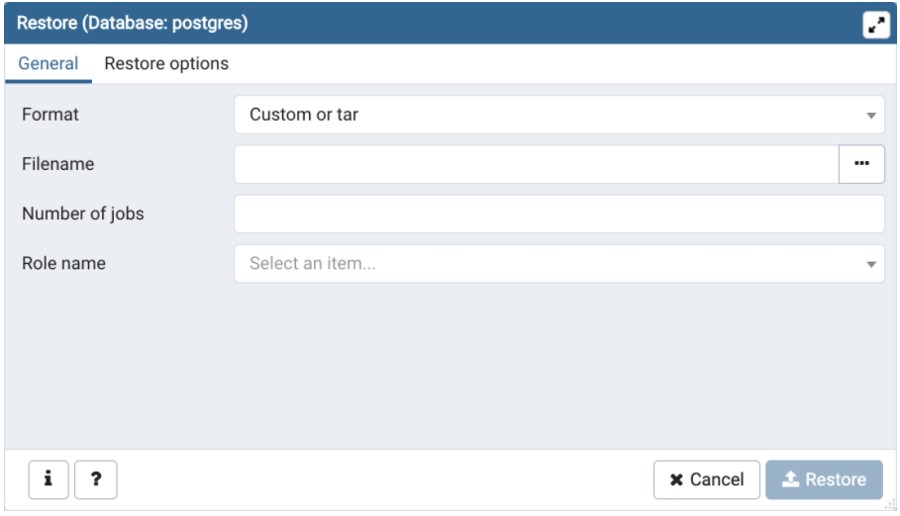 Restore (Database: postgres)
General Restore options
Format Custom or tar
Filename ...
Number of jobs
Role name Select an item...
i ? Cancel Restore